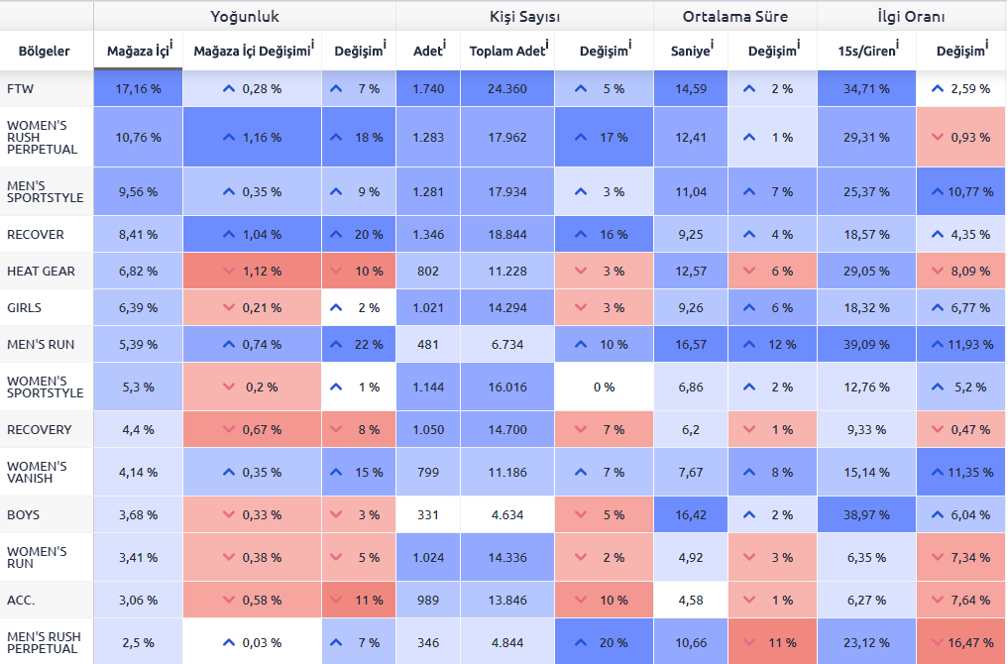 Yoğunluk Kişi Sayısı Ortalama Süre İlgi Oranı
Bölgeler Mağaza İçi i Mağaza İçi Değişimi i Değişim i Adet i Toplam Adet i Değişim i Saniye i Değişim i 15s/Giren i Değişim i
FTW 17,16 % 0,28 % 7 % 1.740 24.360 5 % 14,59 2 % 34,71 % 2,59 %
WOMEN'S
RUSH
PERPETUAL 10,76 % 1,16 % 18 % 1.283 17.962 17 % 12,41 1 % 29,31 % 0,93 %
MEN'S
SPORTSTYLE 9,56 % 0,35 % 9 % 1.281 17.934 3 % 11,04 7 % 25,37 % 10,77 %
RECOVER 8,41 % 1,04 % 20 % 1.346 18.844 16 % 9,25 4 % 18,57 % 4,35 %
HEAT GEAR 6,82 % 1,12 % 10 % 802 11.228 3 % 12,57 6 % 29,05 % 8,09 %
GIRLS 6,39 % 0,21 % 2 % 1.021 14.294 3 % 9,26 6 % 18,32 % 6,77 %
MEN'S RUN 5,39 % 0,74 % 22 % 481 6.734 10 % 16,57 12 % 39,09 % 11,93 %
WOMEN'S
SPORTSTYLE 5,3 % 0,2 % 1 % 1.144 16.016 0 % 6,86 2 % 12,76 % 5,2 %
RECOVERY 4,4 % 0,67 % 8 % 1.050 14.700 7 % 6,2 1 % 9,33 % 0,47 %
WOMEN'S
VANISH 4,14 % 0,35 % 15 % 799 11.186 7 % 7,67 8 % 15,14 % 11,35 %
BOYS 3,68 % 0,33 % 3 % 331 4.634 5 % 16,42 2 % 38,97 % 6,04 %
WOMEN'S
RUN 3,41 % 0,38 % 5 % 1.024 14.336 2 % 4,92 3 % 6,35 % 7,34 %
ACC. 3,06 % 0,58 % 11 % 989 13.846 10 % 4,58 1 % 6,27 % 7,64 %
MEN'S RUSH
PERPETUAL 2,5 % 0,03 % 7 % 346 4.844 20 % 10,66 11 % 23,12 % 16,47 %